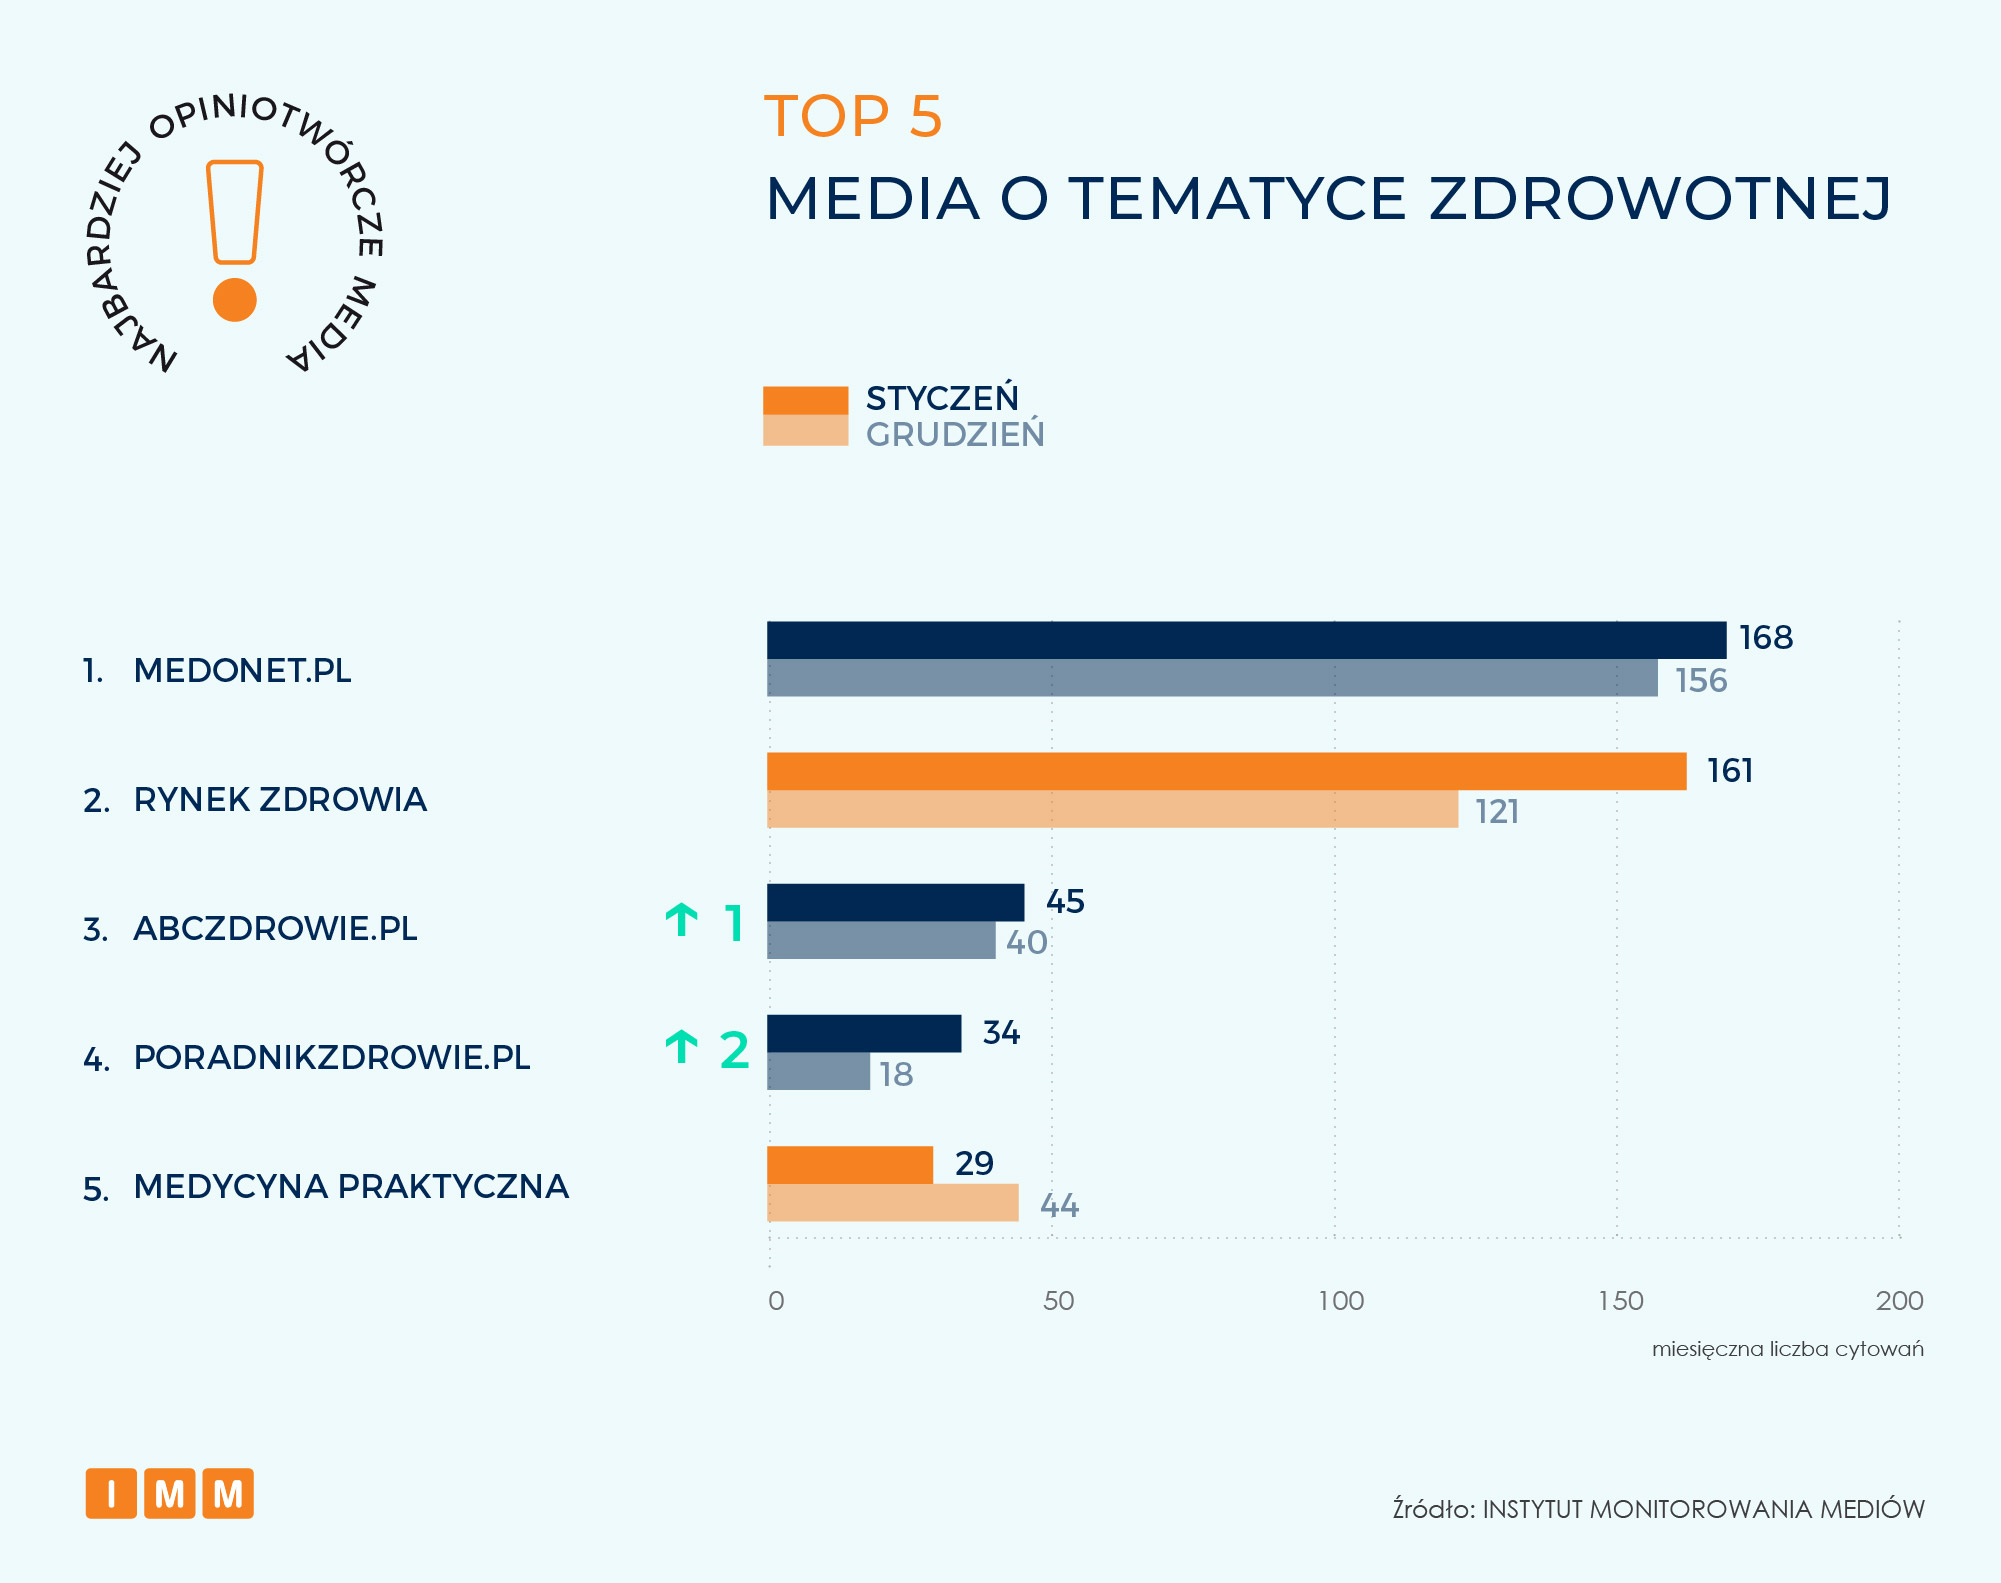 NAJBARDZIEJ OPINIOTWÓRCZE MEDIA
TOP 5
MEDIA O TEMATYCE ZDROWOTNEJ
STYCZEŃ
GRUDZIEŃ
1. MEDONET.PL 168
156
2. RYNEK ZDROWIA 161
121
3. ABCZDROWIE.PL 1 45
40
4. PORADNIKZDROWIE.PL 2 34
18
5. MEDYCYNA PRAKTYCZNA 29
44
0 50 100 150 200
miesięczna liczba cytowań
IMM
Źródło: INSTYTUT MONITOROWANIA MEDIÓW